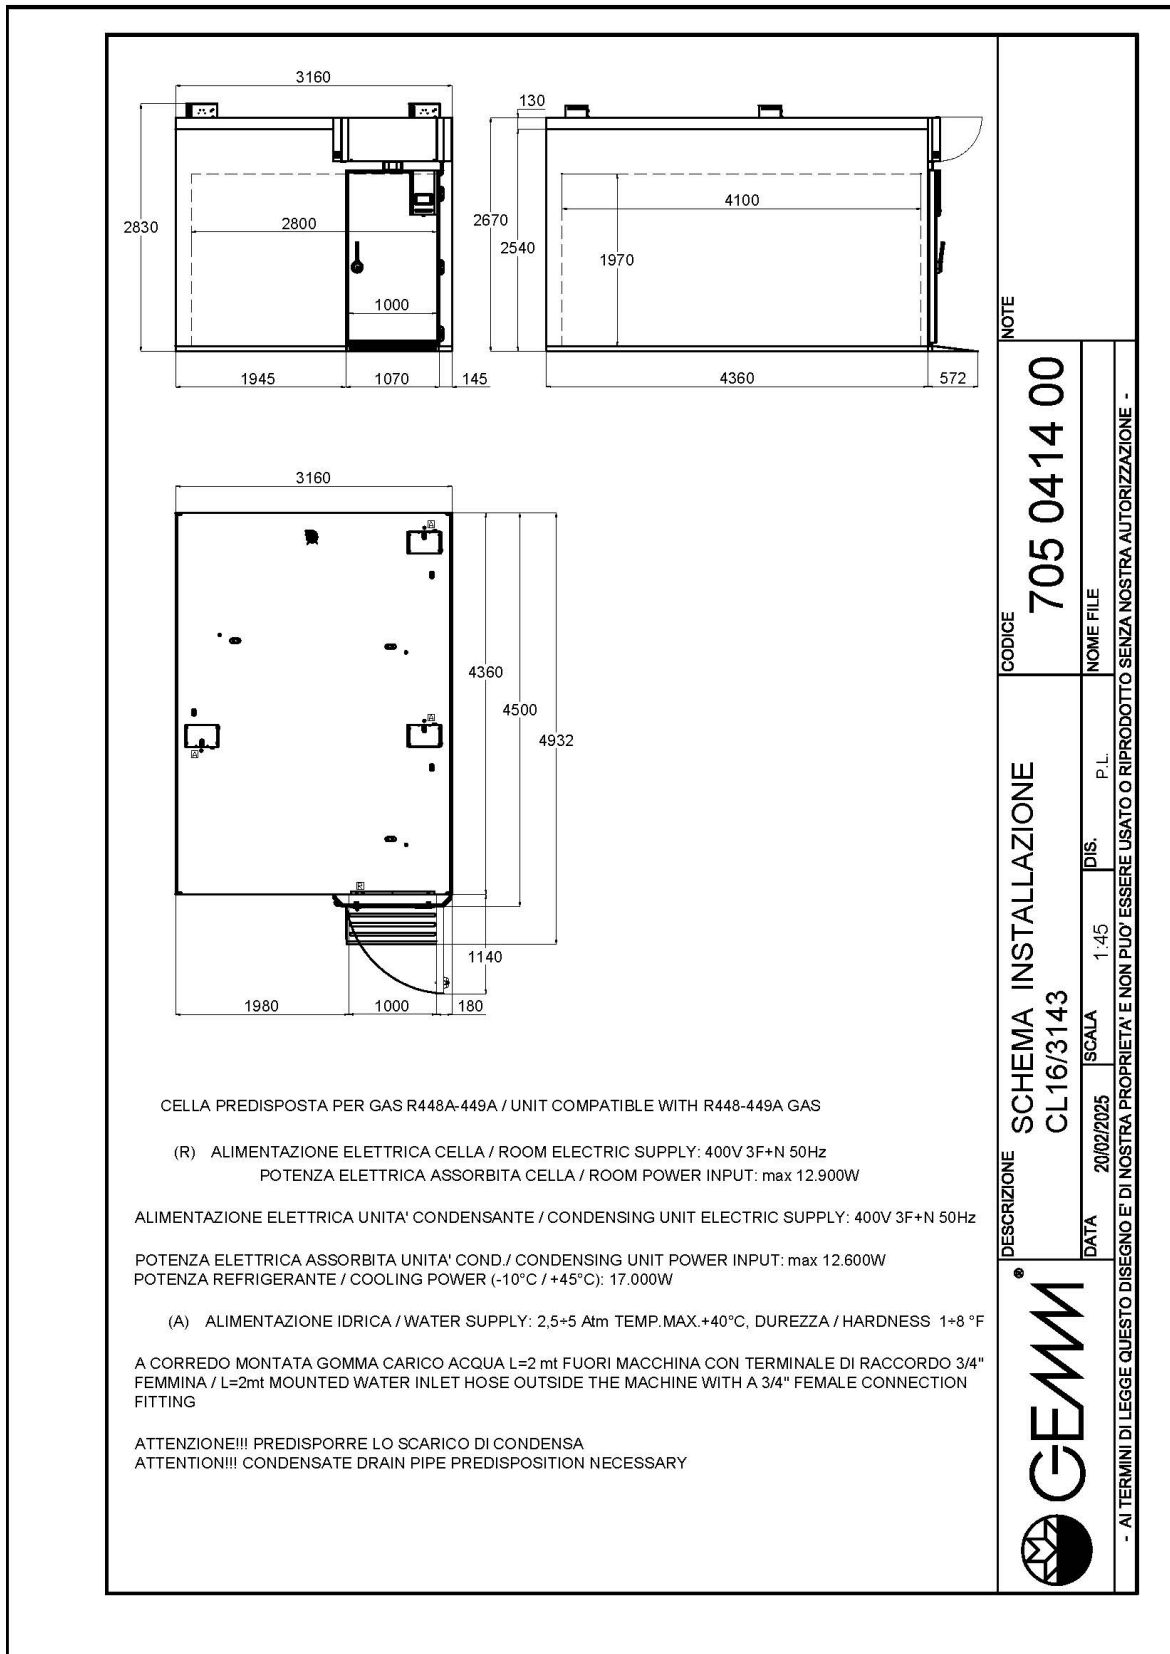 3160
130
2830
2800
1000
1945
1070
145
2670
2540
4100
1970
4360
572
3160
4360
4500
4932
1140
1980
1000
180
A
A
A
R
CELLA PREDISPOSTA PER GAS R448A-449A / UNIT COMPATIBLE WITH R448-449A GAS
(R) ALIMENTAZIONE ELETTRICA CELLA / ROOM ELECTRIC SUPPLY: 400V 3F+N 50Hz
POTENZA ELETTRICA ASSORBITA CELLA / ROOM POWER INPUT: max 12.900W
ALIMENTAZIONE ELETTRICA UNITA' CONDENSANTE / CONDENSING UNIT ELECTRIC SUPPLY: 400V 3F+N 50Hz
POTENZA ELETTRICA ASSORBITA UNITA' COND./ CONDENSING UNIT POWER INPUT: max 12.600W
POTENZA REFRIGERANTE / COOLING POWER (-10°C / +45°C): 17.000W
(A) ALIMENTAZIONE IDRICA / WATER SUPPLY: 2,5÷5 Atm TEMP.MAX.+40°C, DUREZZA / HARDNESS 1÷8 °F
A CORREDO MONTATA GOMMA CARICO ACQUA L=2 mt FUORI MACCHINA CON TERMINALE DI RACCORDO 3/4"
FEMMINA / L=2mt MOUNTED WATER INLET HOSE OUTSIDE THE MACHINE WITH A 3/4" FEMALE CONNECTION
FITTING
ATTENZIONE!!! PREDISPORRE LO SCARICO DI CONDENSA
ATTENTION!!! CONDENSATE DRAIN PIPE PREDISPOSITION NECESSARY
GEMM ®
DESCRIZIONE
SCHEMA INSTALLAZIONE
CL16/3143
CODICE
705 0414 00
NOTE
DATA
20/02/2025
SCALA
1:45
DIS.
P.L.
NOME FILE
- AI TERMINI DI LEGGE QUESTO DISEGNO E' DI NOSTRA PROPRIETA' E NON PUO' ESSERE USATO O RIPRODOTTO SENZA NOSTRA AUTORIZZAZIONE -